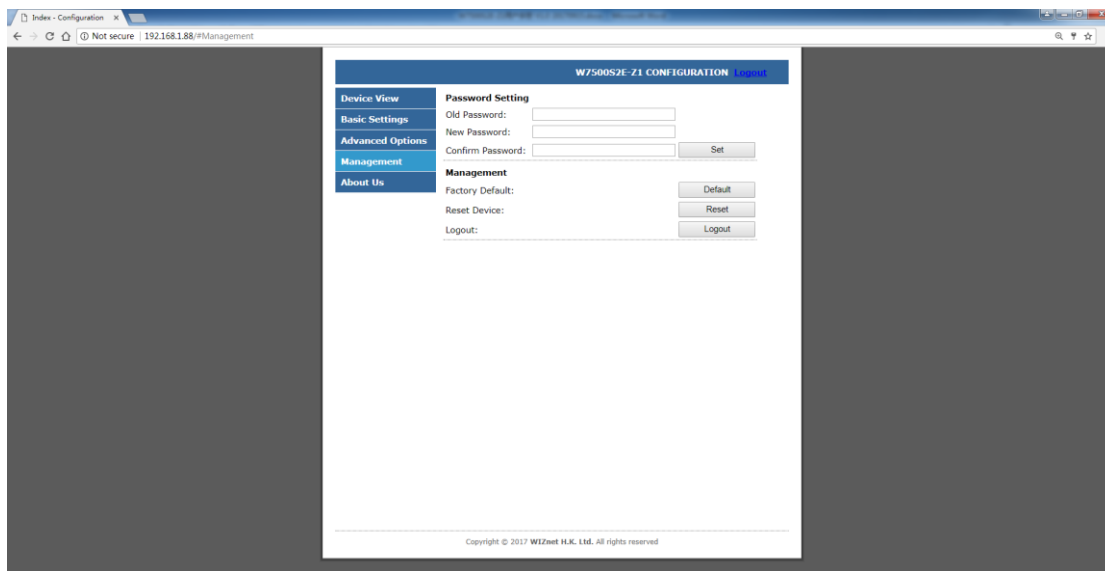 Index - Configuration
Not secure | 192.168.1.88/#Management
W7500S2E-Z1 CONFIGURATION Logout
Device View
Basic Settings
Advanced Options
Management
About Us
Password Setting
Old Password:
New Password:
Confirm Password: Set
Management
Factory Default: Default
Reset Device: Reset
Logout: Logout
Copyright © 2017 WIZnet H.K. Ltd. All rights reserved